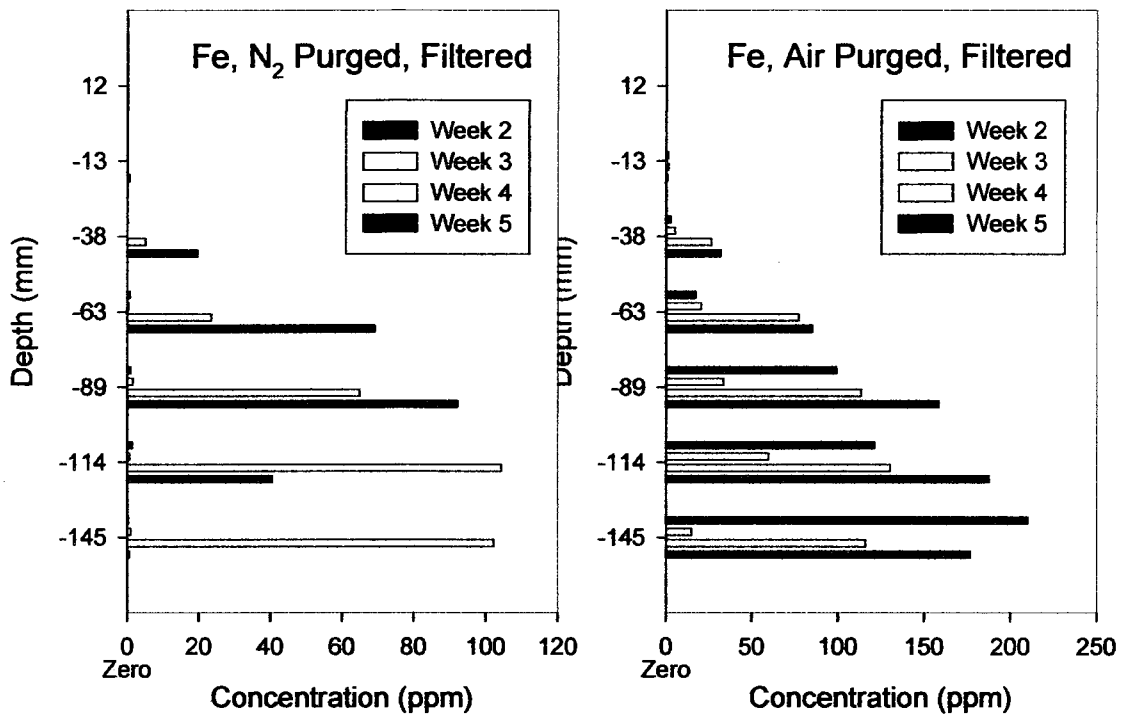 Fe, N2 Purged, Filtered
Week 2
Week 3
Week 4
Week 5
12
-13
-38
-63
-89
-114
-145
Depth (mm)
0 20 40 60 80 100 120
Zero
Concentration (ppm)
Fe, Air Purged, Filtered
Week 2
Week 3
Week 4
Week 5
12
-13
-38
-63
-89
-114
-145
Depth (mm)
0 50 100 150 200 250
Zero
Concentration (ppm)